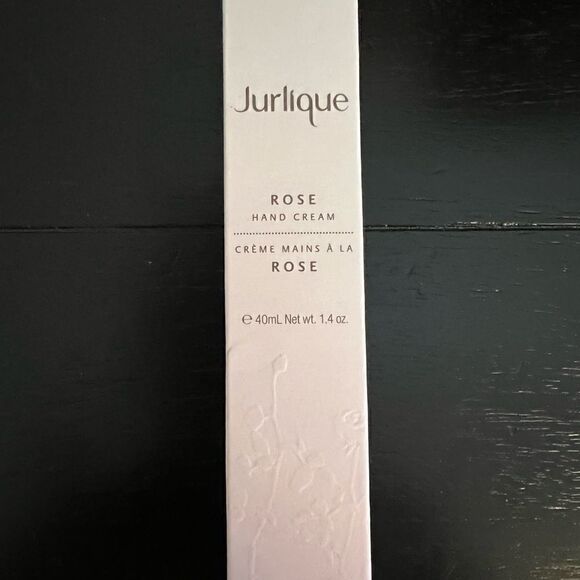 Jurlique
ROSE
HAND CREAM
CRÈME MAINS À LA
ROSE
℮ 40mL Net wt. 1.4 oz.